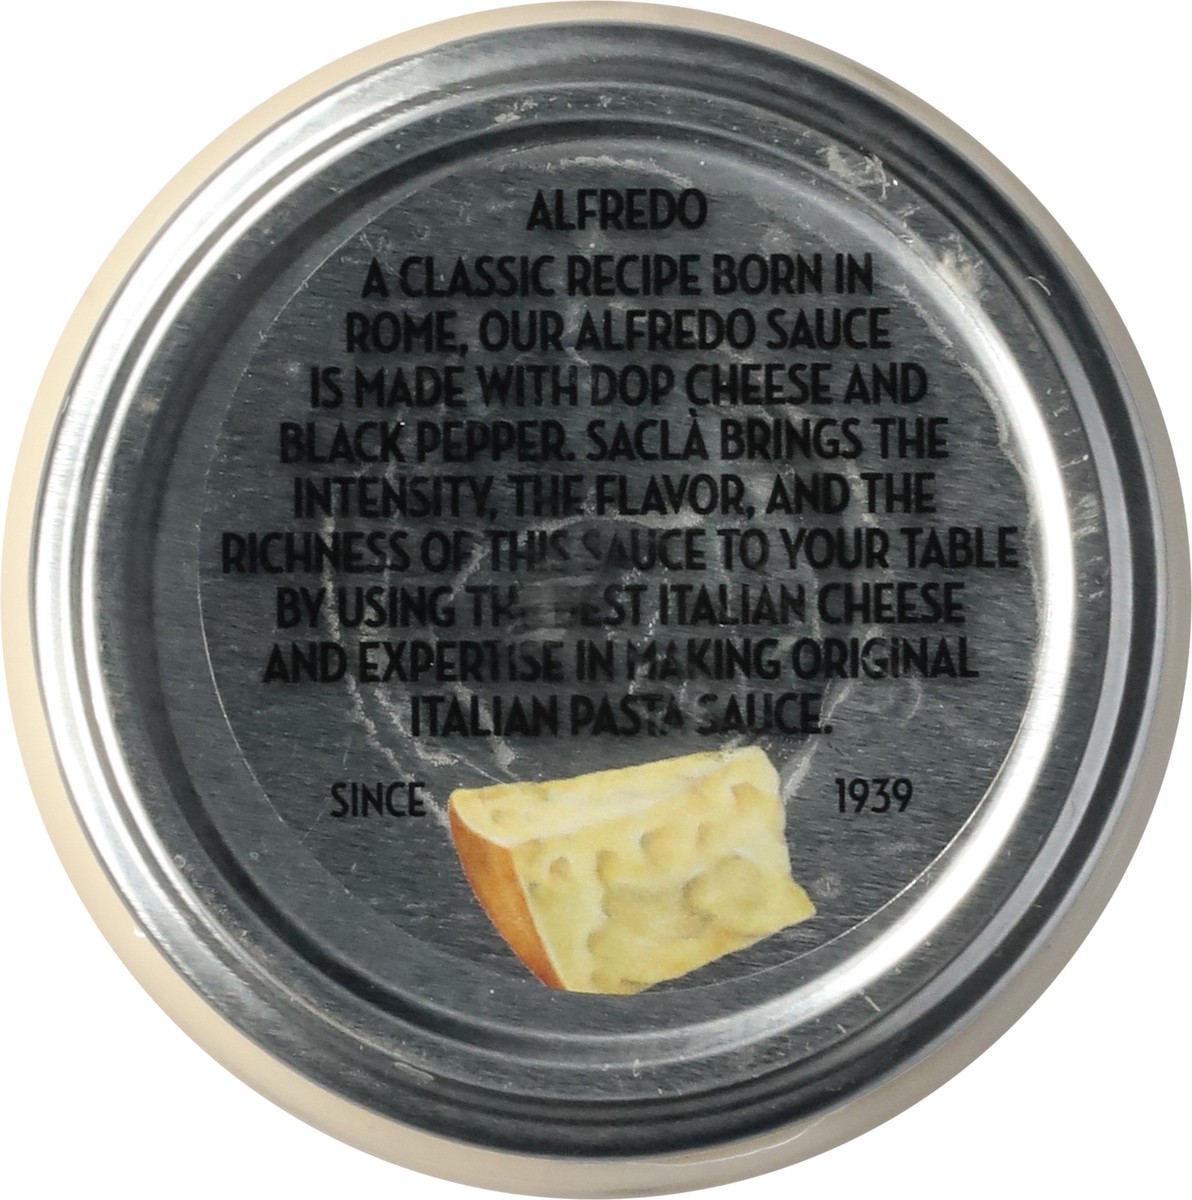 ALFREDO
A CLASSIC RECIPE BORN IN
ROME, OUR ALFREDO SAUCE
IS MADE WITH DOP CHEESE AND
BLACK PEPPER. SACLÀ BRINGS THE
INTENSITY, THE FLAVOR, AND THE
RICHNESS OF THIS SAUCE TO YOUR TABLE
BY USING THE BEST ITALIAN CHEESE
AND EXPERTISE IN MAKING ORIGINAL
ITALIAN PASTA SAUCE.
SINCE 1939